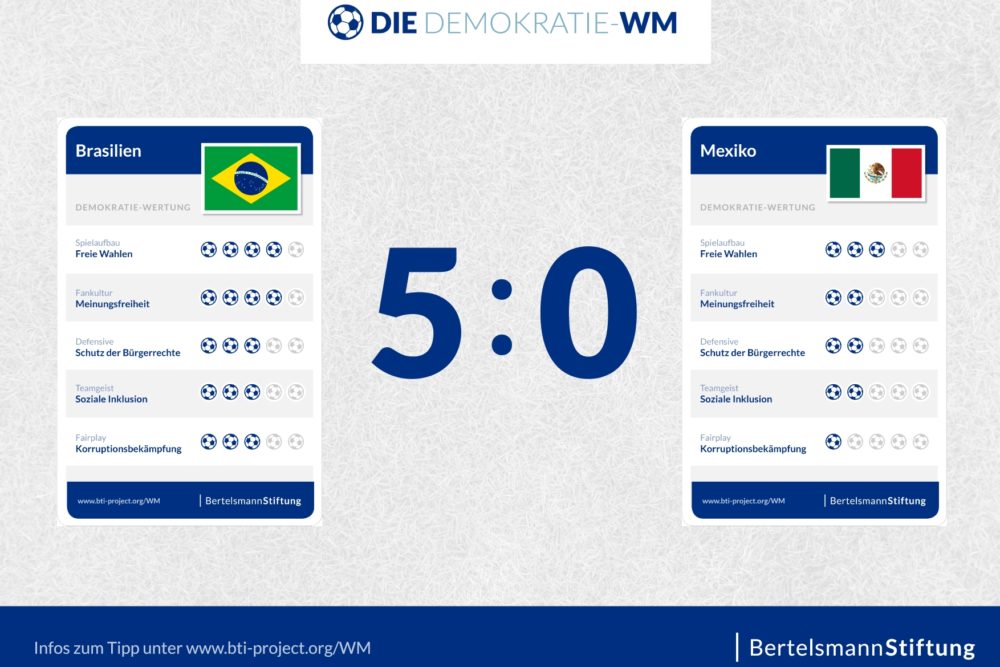 DIE DEMOKRATIE-WM
Brasilien
DEMOKRATIE-WERTUNG
Spielaufbau
Freie Wahlen
Fankultur
Meinungsfreiheit
Defensive
Schutz der Bürgerrechte
Teamgeist
Soziale Inklusion
Fairplay
Korruptionsbekämpfung
www.bti-project.org/WM | BertelsmannStiftung
5:0
Mexiko
DEMOKRATIE-WERTUNG
Spielaufbau
Freie Wahlen
Fankultur
Meinungsfreiheit
Defensive
Schutz der Bürgerrechte
Teamgeist
Soziale Inklusion
Fairplay
Korruptionsbekämpfung
www.bti-project.org/WM | BertelsmannStiftung
Infos zum Tipp unter www.bti-project.org/WM | BertelsmannStiftung